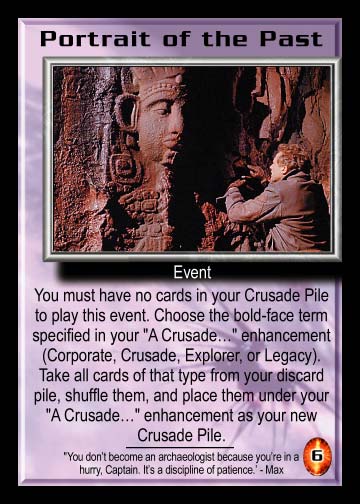 Portrait of the Past
Event
You must have no cards in your Crusade Pile
to play this event. Choose the bold-face term
specified in your "A Crusade…" enhancement
(Corporate, Crusade, Explorer, or Legacy).
Take all cards of that type from your discard
pile, shuffle them, and place them under your
"A Crusade…" enhancement as your new
Crusade Pile.
"You don't become an archaeologist because you're in a
hurry, Captain. It's a discipline of patience.' - Max
6